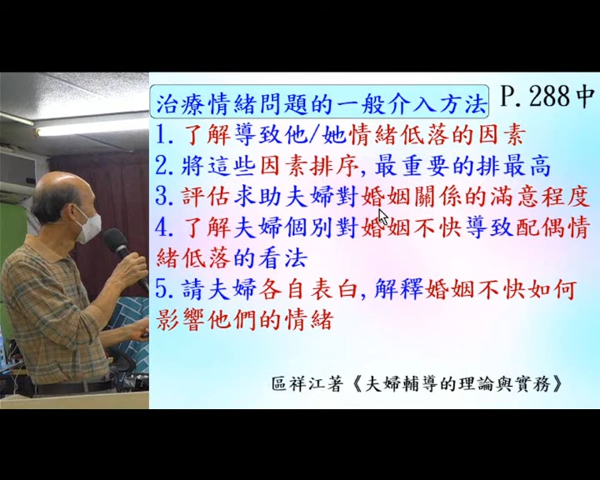 治療情緒問題的一般介入方法
P.288中
1.了解導致他/她情緒低落的因素
2.將這些因素排序,最重要的排最高
3.評估求助夫婦對婚姻關係的滿意程度
4.了解夫婦個別對婚姻不快導致配偶情
緒低落的看法
5.請夫婦各自表白,解釋婚姻不快如何
影響他們的情緒
區祥江著《夫婦輔導的理論與實務》